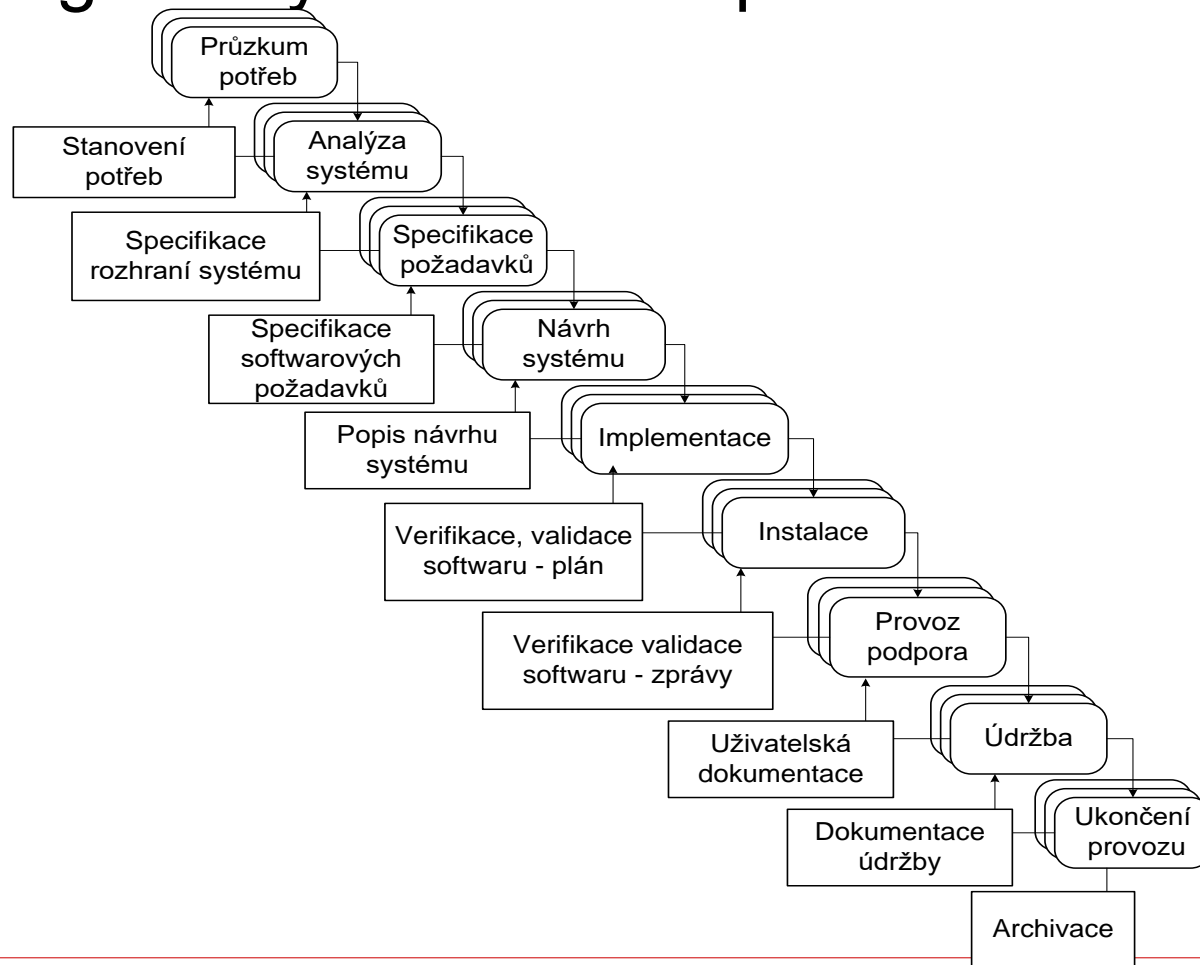 Průzkum
potřeb
Stanovení
potřeb
Analýza
systému
Specifikace
rozhraní systému
Specifikace
požadavků
Specifikace
softwarových
požadavků
Návrh
systému
Popis návrhu
systému
Implementace
Verifikace, validace
softwaru - plán
Instalace
Verifikace validace
softwaru - zprávy
Provoz
podpora
Uživatelská
dokumentace
Údržba
Dokumentace
údržby
Ukončení
provozu
Archivace